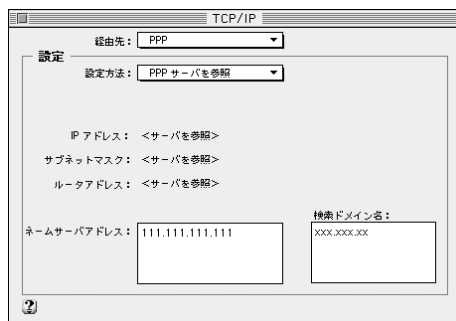 TCP/IP
経由先： PPP
設定
設定方法： PPP サーバを参照
IP アドレス： <サーバを参照>
サブネットマスク： <サーバを参照>
ルータアドレス： <サーバを参照>
検索ドメイン名：
ネームサーバアドレス： 111.111.111.111
xxx.xxx.xx
?